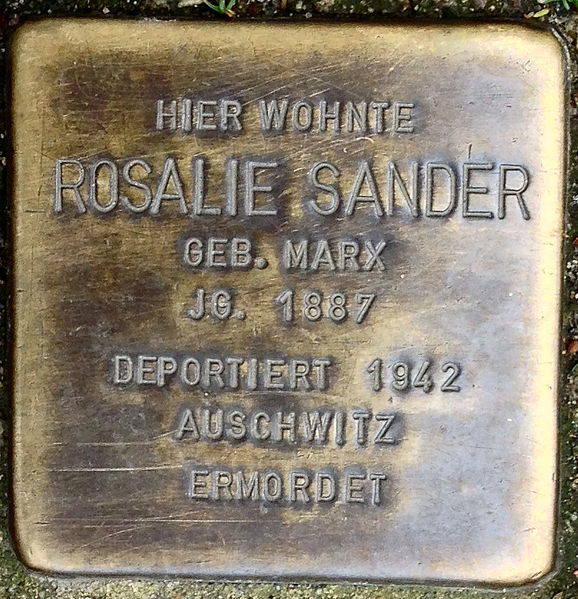 HIER WOHNTE
ROSALIE SANDER
GEB. MARX
JG. 1887
DEPORTIERT 1942
AUSCHWITZ
ERMORDET